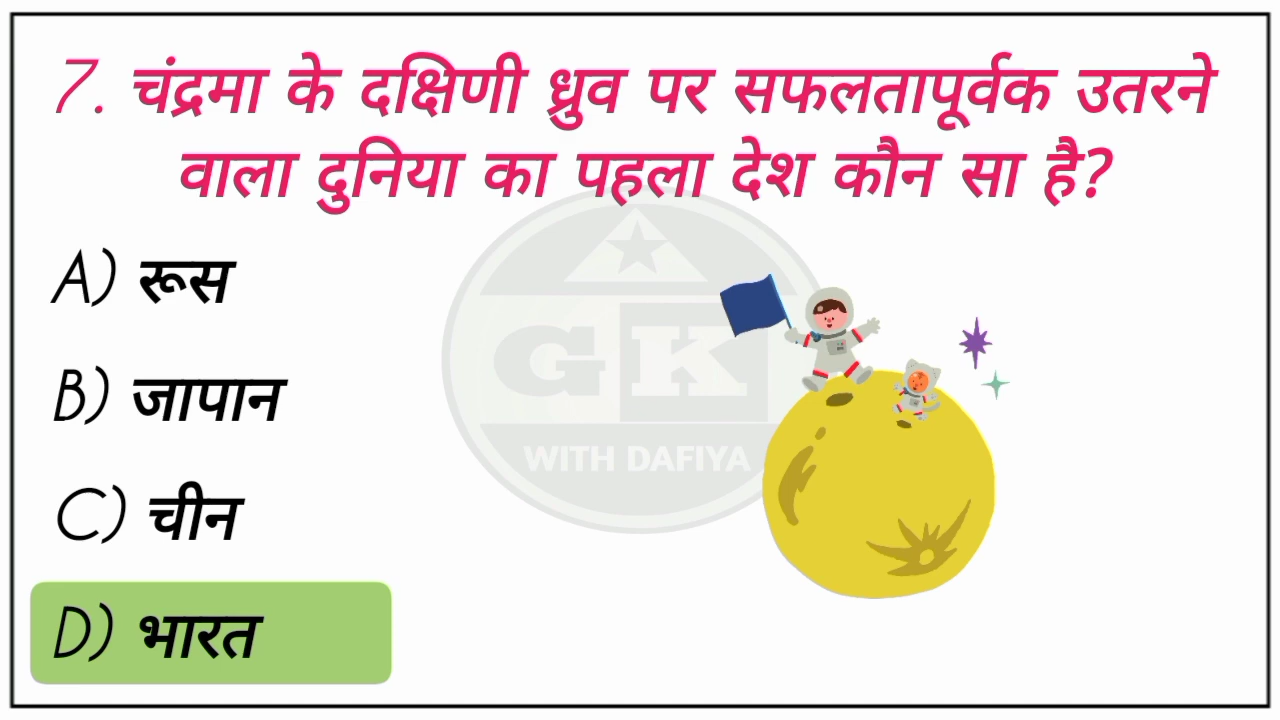 7. चंद्रमा के दक्षिणी ध्रुव पर सफलतापूर्वक उतरने
वाला दुनिया का पहला देश कौन सा है?
A) रूस
B) जापान
C) चीन
D) भारत
GK
WITH DAFIYA